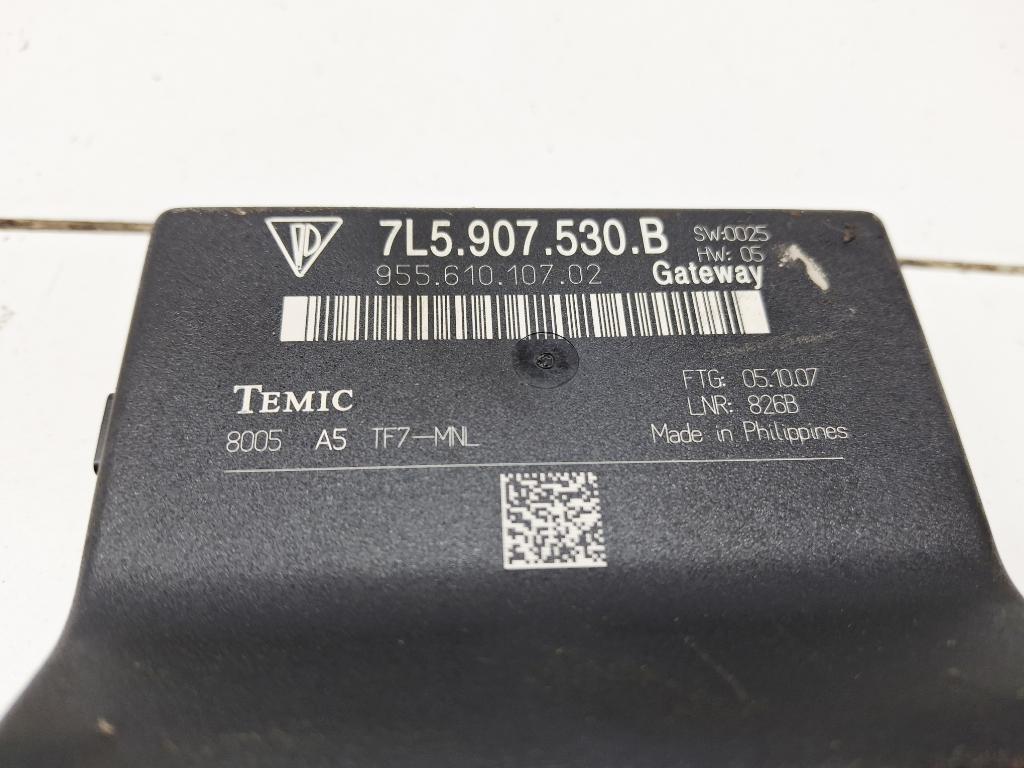 7L5.907.530.B SW:0025
955.610.107.02 HW: 05
Gateway
TEMIC FTG: 05.10.07
LNR: 826B
8005 A5 TF7-MNL Made in Philippines